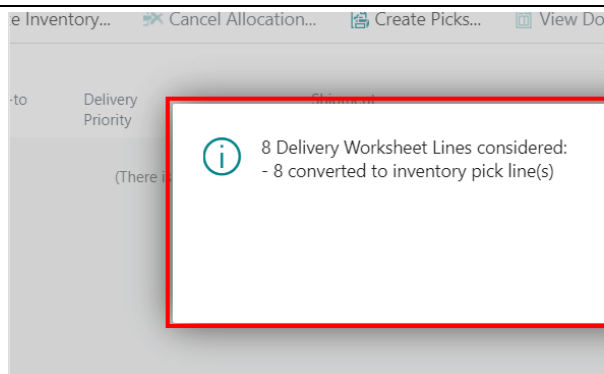 e Inventory... Cancel Allocation... Create Picks... View Do
-to Delivery Shipment
Priority
(There i
8 Delivery Worksheet Lines considered:
- 8 converted to inventory pick line(s)